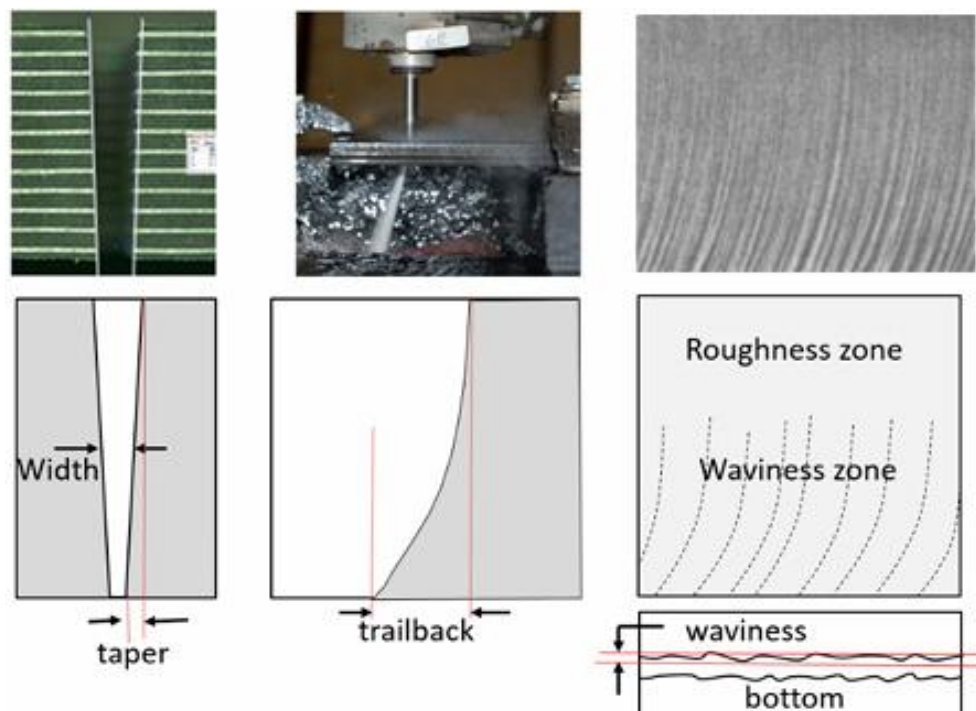 Width
taper
trailback
Roughness zone
Waviness zone
waviness
bottom